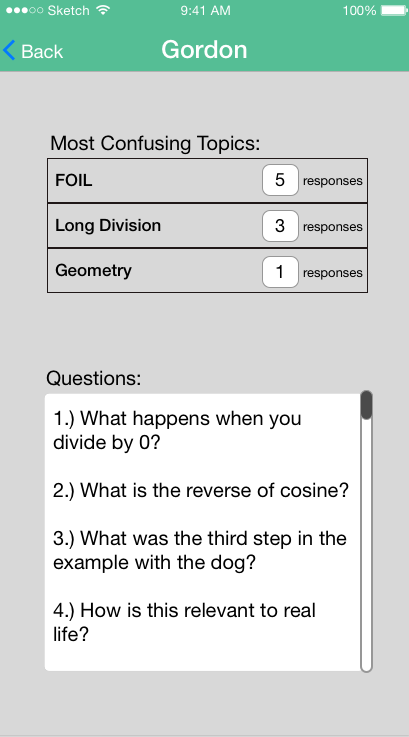 Sketch 9:41 AM 100%
Back Gordon
Most Confusing Topics:
FOIL 5 responses
Long Division 3 responses
Geometry 1 responses
Questions:
1.) What happens when you
divide by 0?
2.) What is the reverse of cosine?
3.) What was the third step in the
example with the dog?
4.) How is this relevant to real
life?